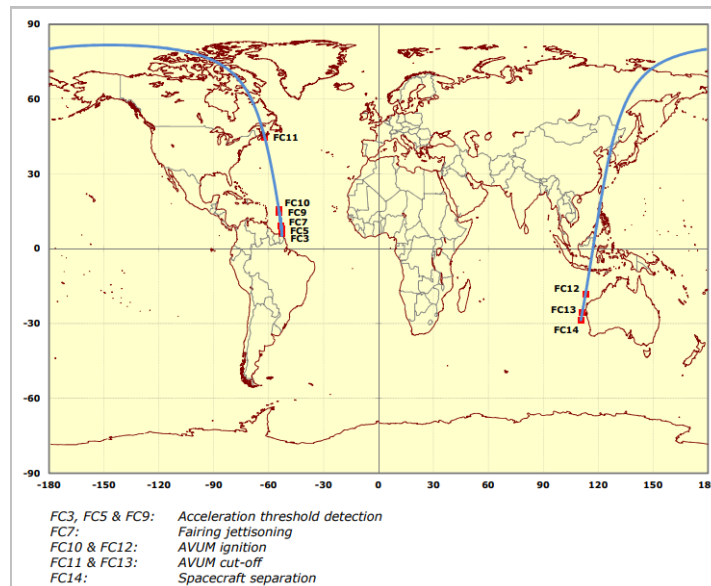 90
60
30
0
-30
-60
-90
-180 -150 -120 -90 -60 -30 0 30 60 90 120 150 180
FC11
FC10
FC9
FC7
FC5
FC3
FC12
FC13
FC14
FC3, FC5 & FC9: Acceleration threshold detection
FC7: Fairing jettisoning
FC10 & FC12: AVUM ignition
FC11 & FC13: AVUM cut-off
FC14: Spacecraft separation